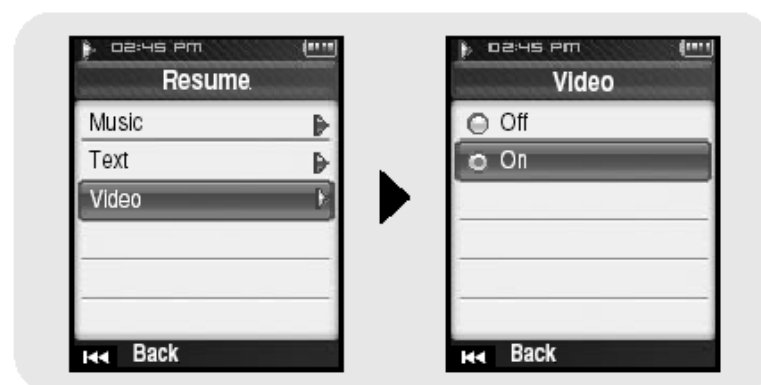 02:45 PM
Resume
Music
Text
Video
Back
02:45 PM
Video
Off
On
Back